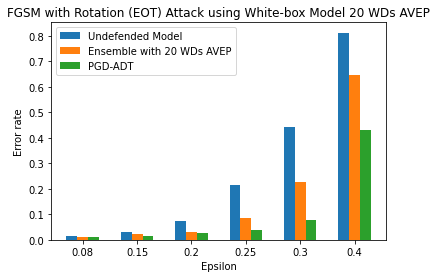 FGSM with Rotation (EOT) Attack using White-box Model 20 WDs AVEP
Undefended Model
Ensemble with 20 WDs AVEP
PGD-ADT
Error rate
0.8
0.7
0.6
0.5
0.4
0.3
0.2
0.1
0.0
0.08 0.15 0.2 0.25 0.3 0.4
Epsilon